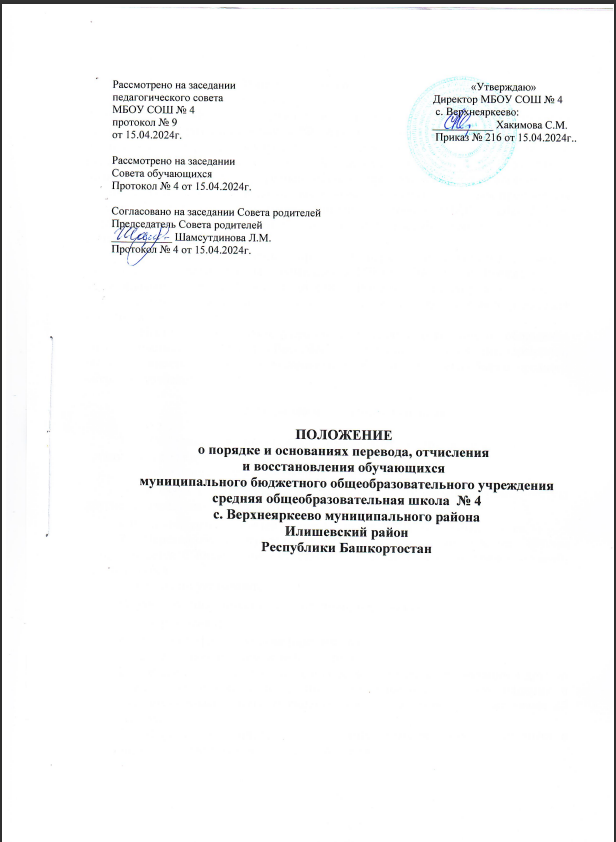 Рассмотрено на заседании
педагогического совета
МБОУ СОШ № 4
протокол № 9
от 15.04.2024г.
Рассмотрено на заседании
Совета обучающихся
Протокол № 4 от 15.04.2024г.
Согласовано на заседании Совета родителей
Председатель Совета родителей
Шамсутдинова Л.М.
Протокол № 4 от 15.04.2024г.
«Утверждаю»
Директор МБОУ СОШ № 4
с. Верхнеяркеево:
Хакимова С.М.
Приказ № 216 от 15.04.2024г..
ПОЛОЖЕНИЕ
о порядке и основаниях перевода, отчисления
и восстановления обучающихся
муниципального бюджетного общеобразовательного учреждения
средняя общеобразовательная школа № 4
с. Верхнеяркеево муниципального района
Илишевский район
Республики Башкортостан